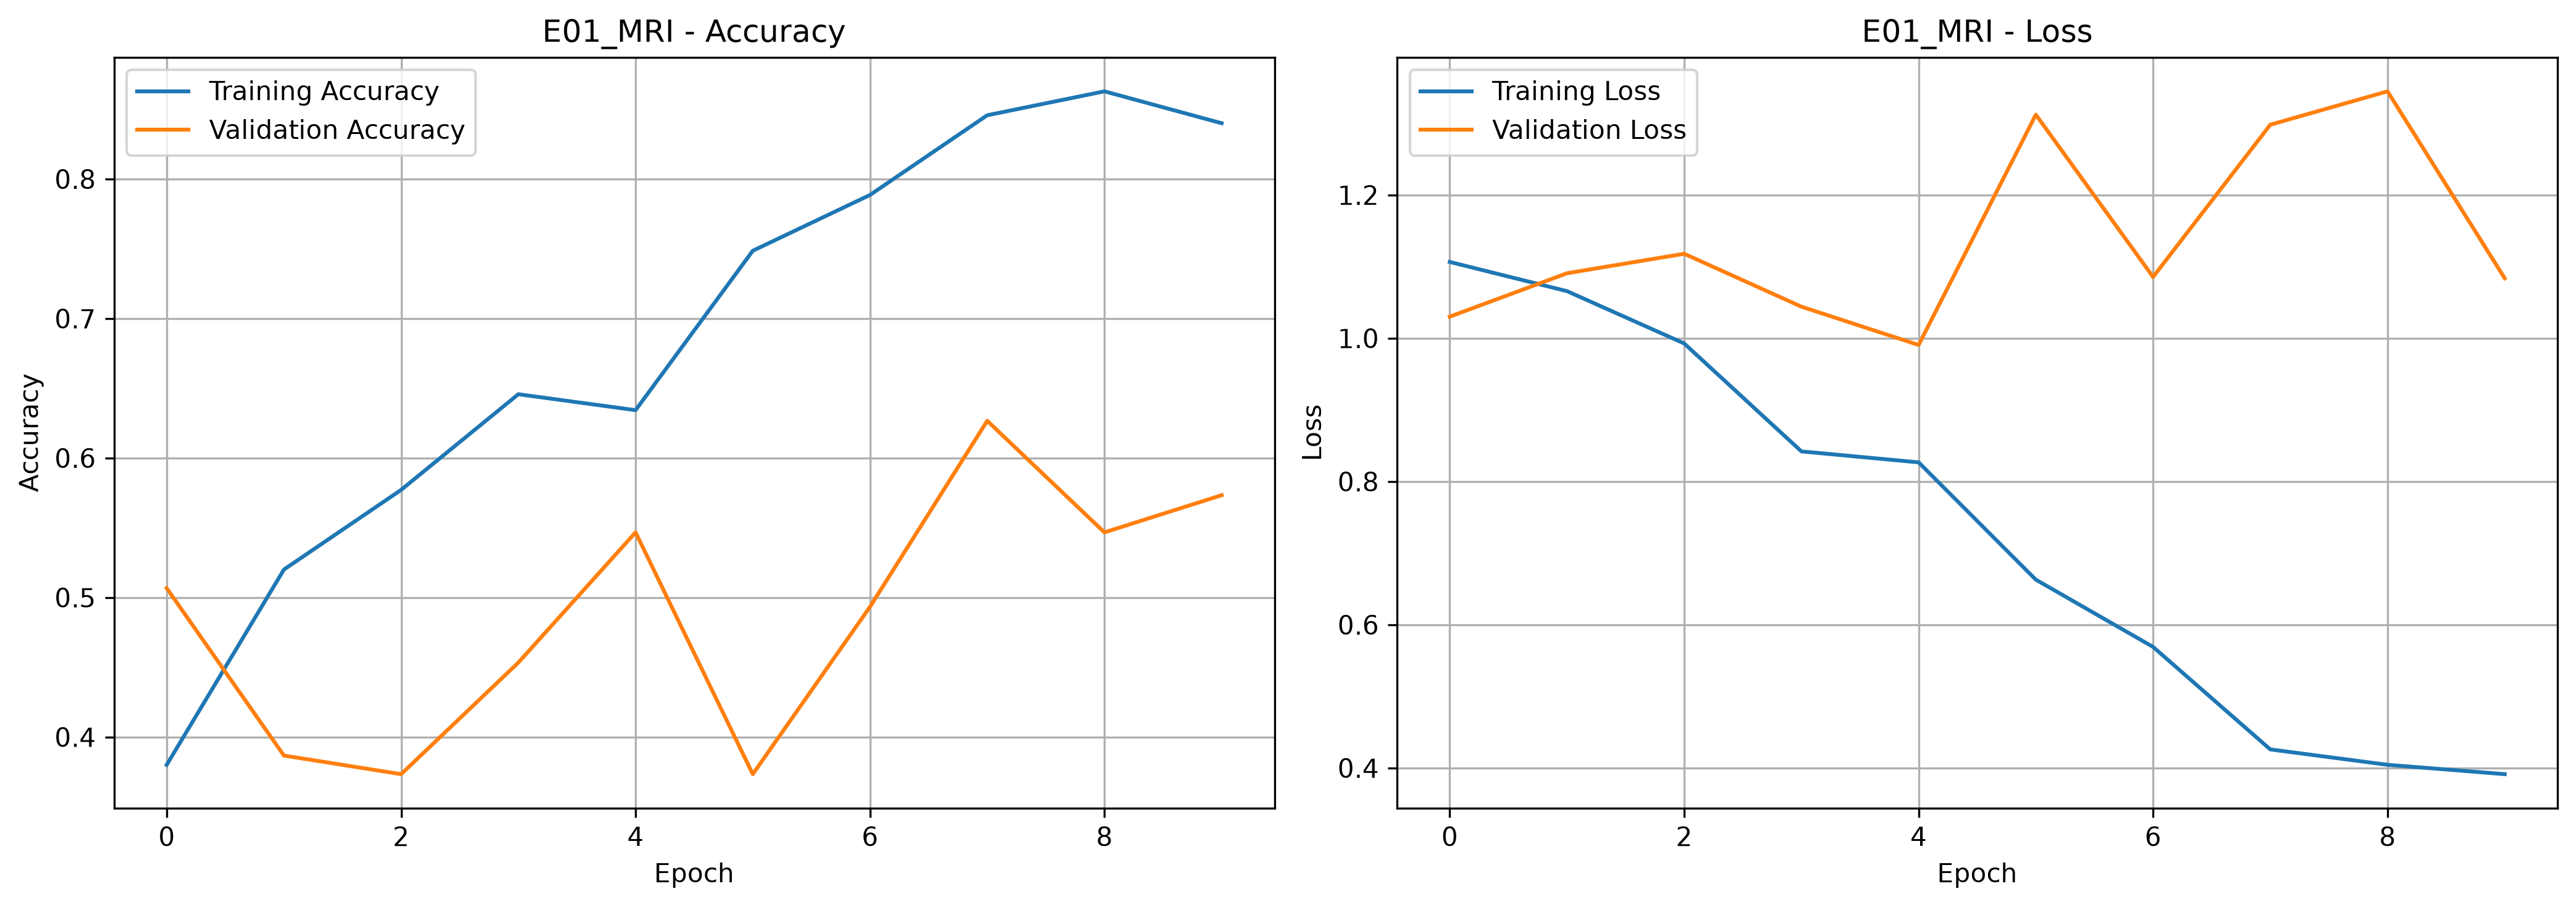 E01_MRI - Accuracy
Training Accuracy
Validation Accuracy
0.8
0.7
0.6
0.5
0.4
Accuracy
0
2
4
6
8
Epoch
E01_MRI - Loss
Training Loss
Validation Loss
1.2
1.0
0.8
0.6
0.4
Loss
0
2
4
6
8
Epoch